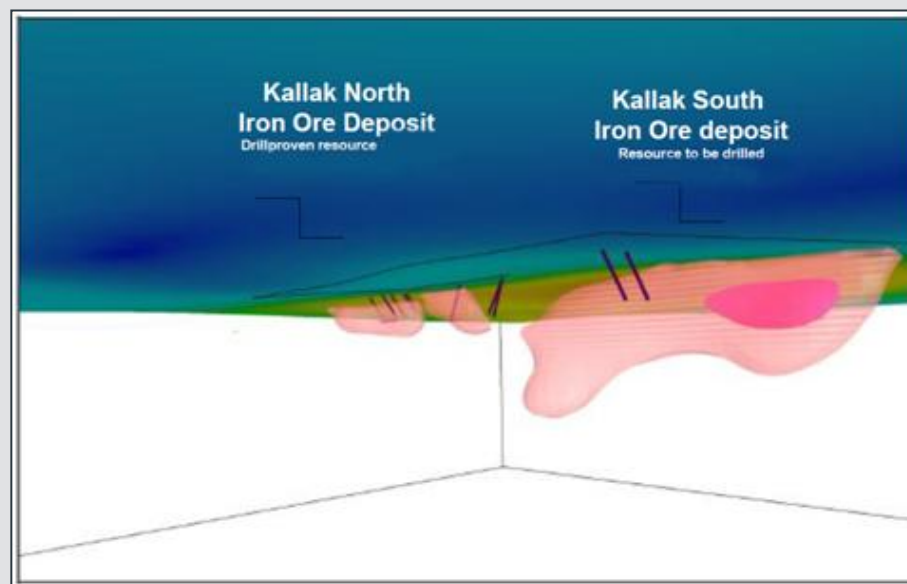 Kallak North
Iron Ore Deposit
Drillproven resource
Kallak South
Iron Ore deposit
Resource to be drilled